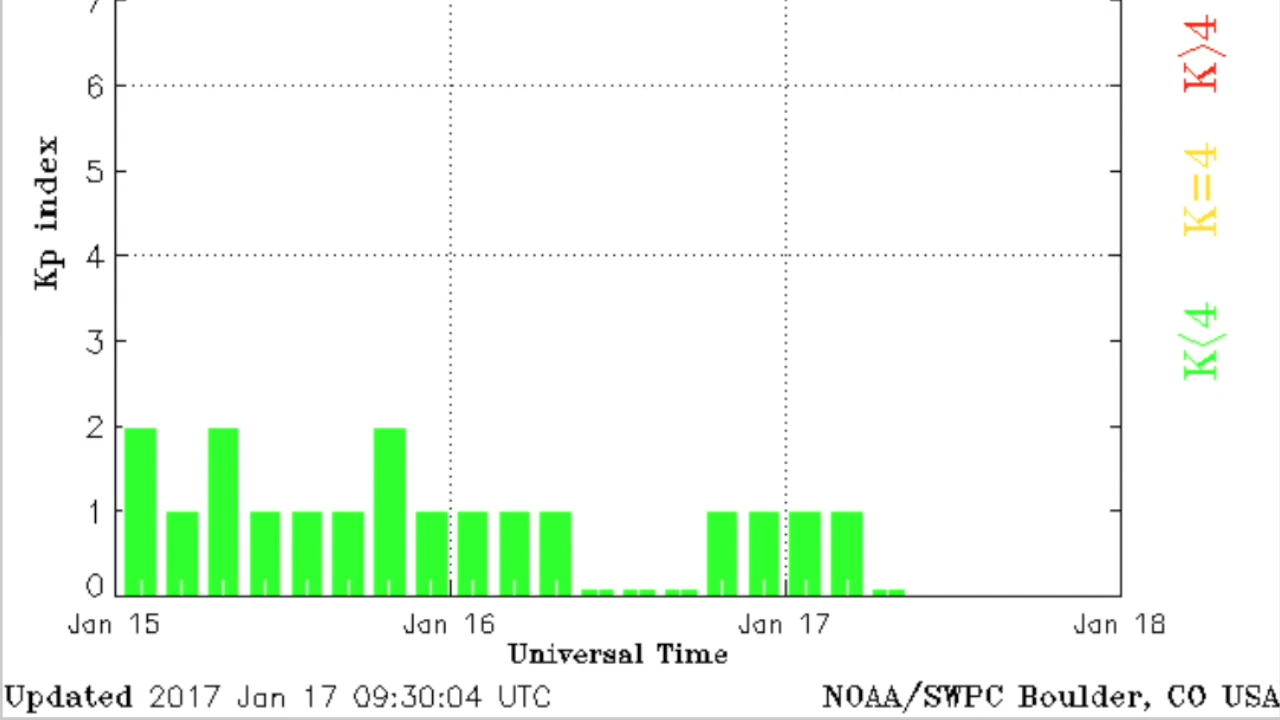 7
6
5
4
3
2
1
0
Kp index
Jan 15 Jan 16 Jan 17 Jan 18
Universal Time
Updated 2017 Jan 17 09:30:04 UTC NOAA/SWPC Boulder, CO USA
K>4
K=4
K<4